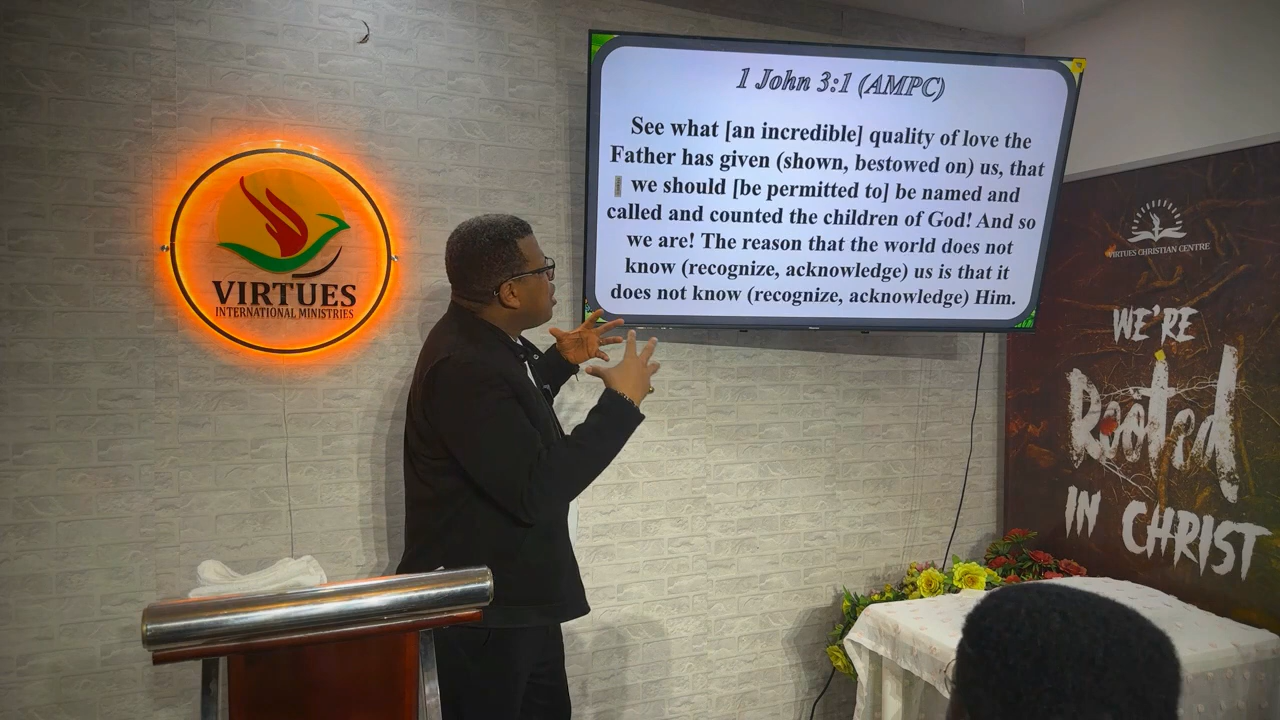 VIRTUES
INTERNATIONAL MINISTRIES
1 John 3:1 (AMPC)
See what [an incredible] quality of love the
Father has given (shown, bestowed on) us, that
we should [be permitted to] be named and
called and counted the children of God! And so
we are! The reason that the world does not
know (recognize, acknowledge) us is that it
does not know (recognize, acknowledge) Him.
VIRTUES CHRISTIAN CENTRE
WE'RE
Rooted
IN CHRIST